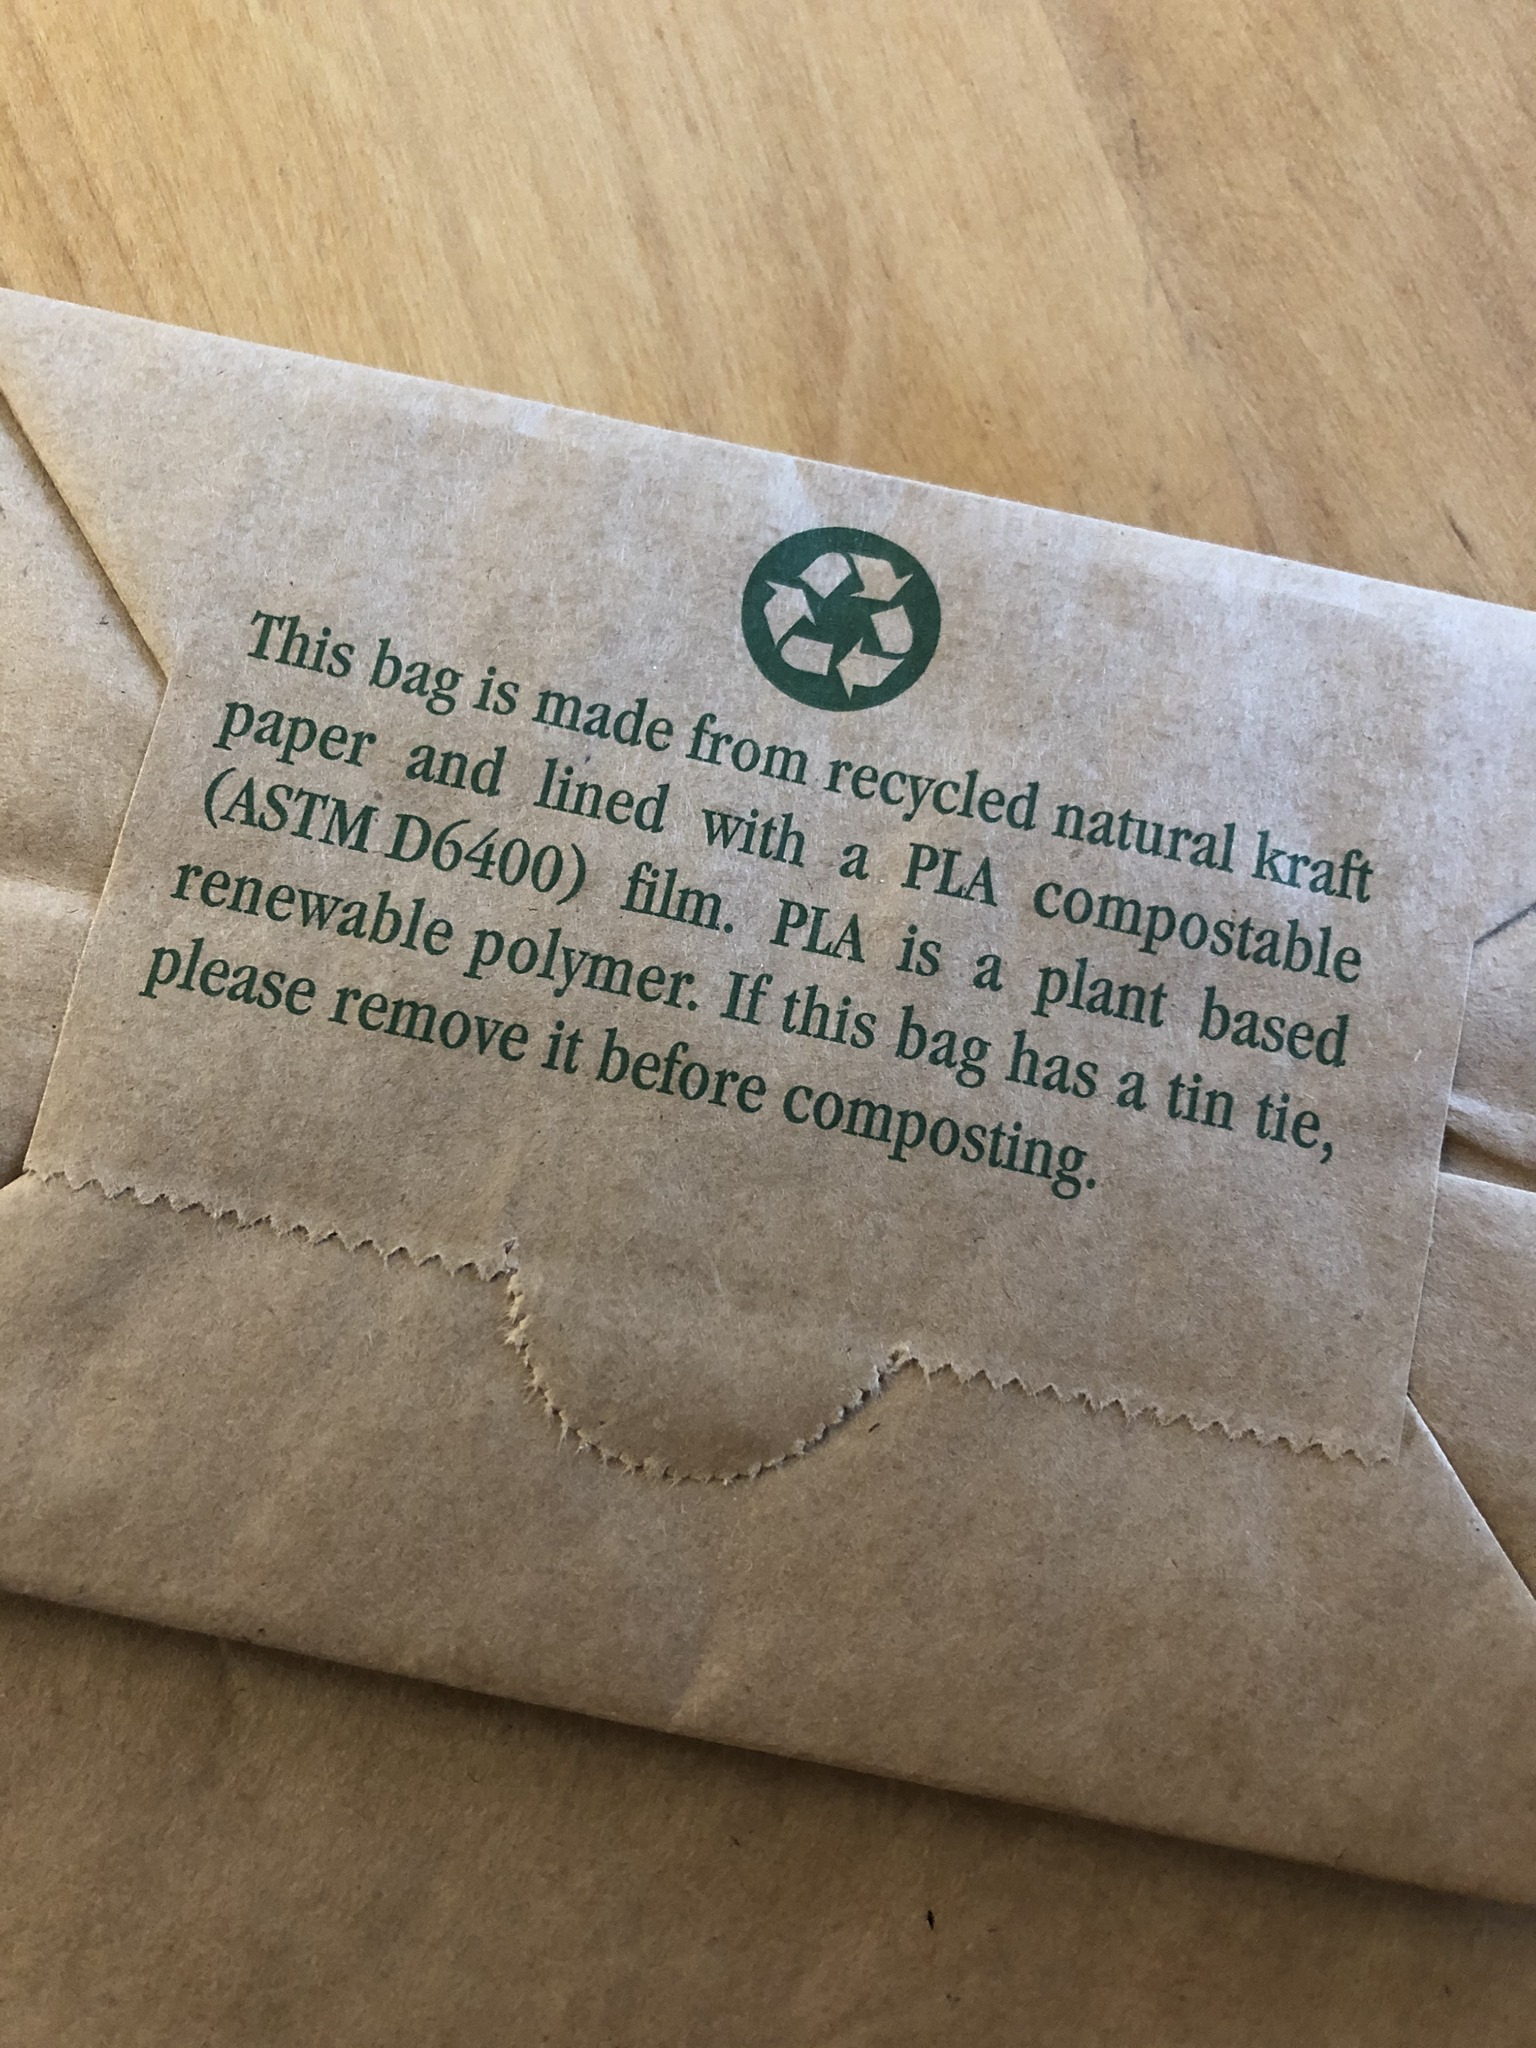 This bag is made from recycled natural kraft
paper and lined with a PLA compostable
(ASTM D6400) film. PLA is a plant based
renewable polymer. If this bag has a tin tie,
please remove it before composting.